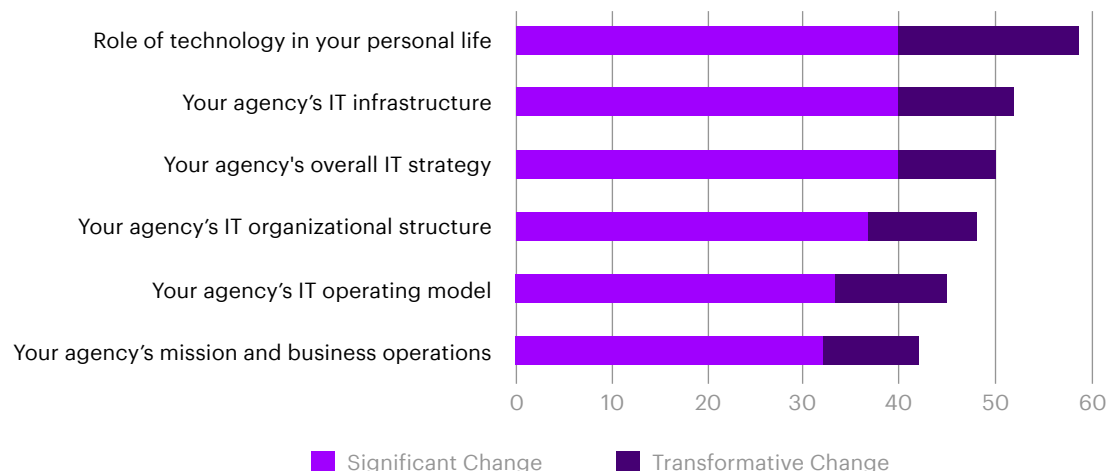 Role of technology in your personal life
Your agency’s IT infrastructure
Your agency's overall IT strategy
Your agency’s IT organizational structure
Your agency’s IT operating model
Your agency’s mission and business operations
0 10 20 30 40 50 60
Significant Change Transformative Change